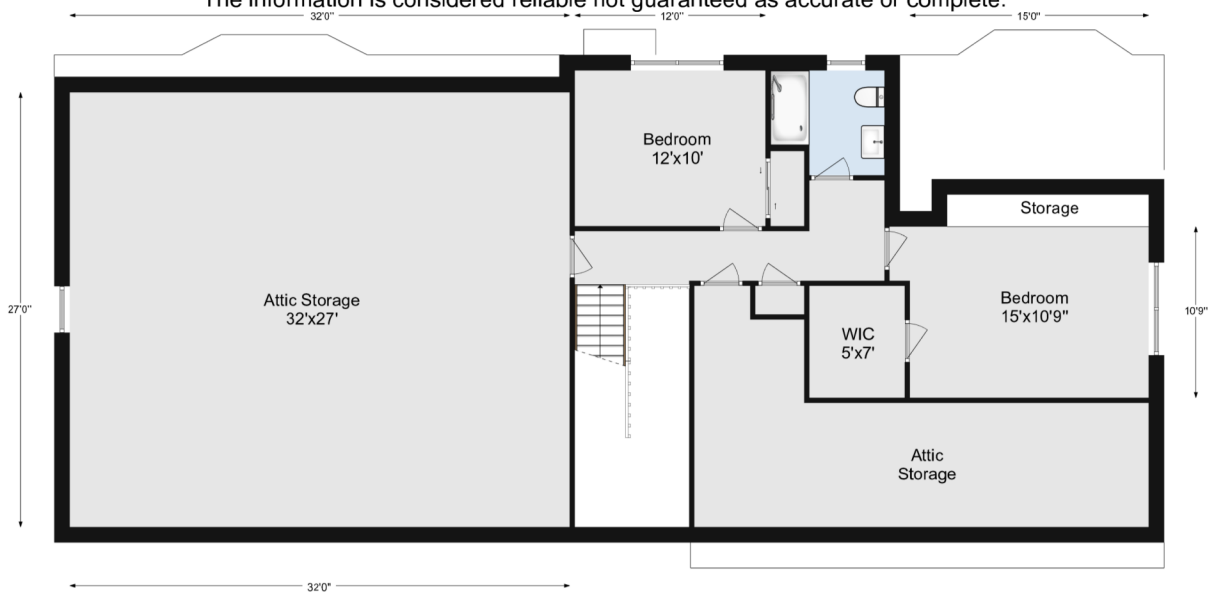 The information is considered reliable not guaranteed as accurate or complete.
32'0" 12'0" 15'0"
Bedroom
12'x10'
Storage
Attic Storage
32'x27'
27'0"
Bedroom
15'x10'9"
10'9"
WIC
5'x7'
Attic
Storage
32'0"